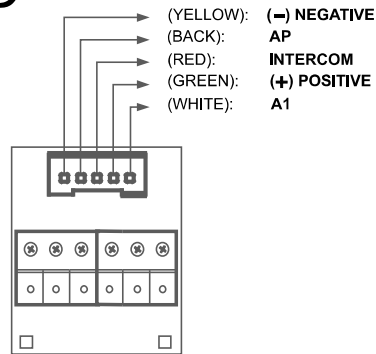 (YELLOW): (−) NEGATIVE
(BACK): AP
(RED): INTERCOM
(GREEN): (+) POSITIVE
(WHITE): A1